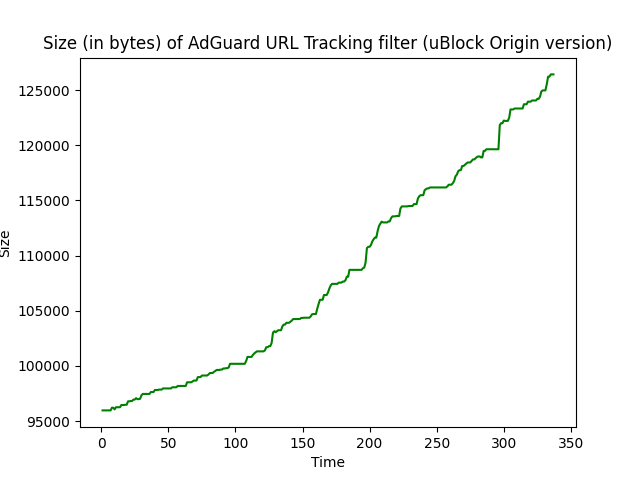 Size (in bytes) of AdGuard URL Tracking filter (uBlock Origin version)
125000
120000
115000
110000
105000
100000
95000
Size
0 50 100 150 200 250 300 350
Time